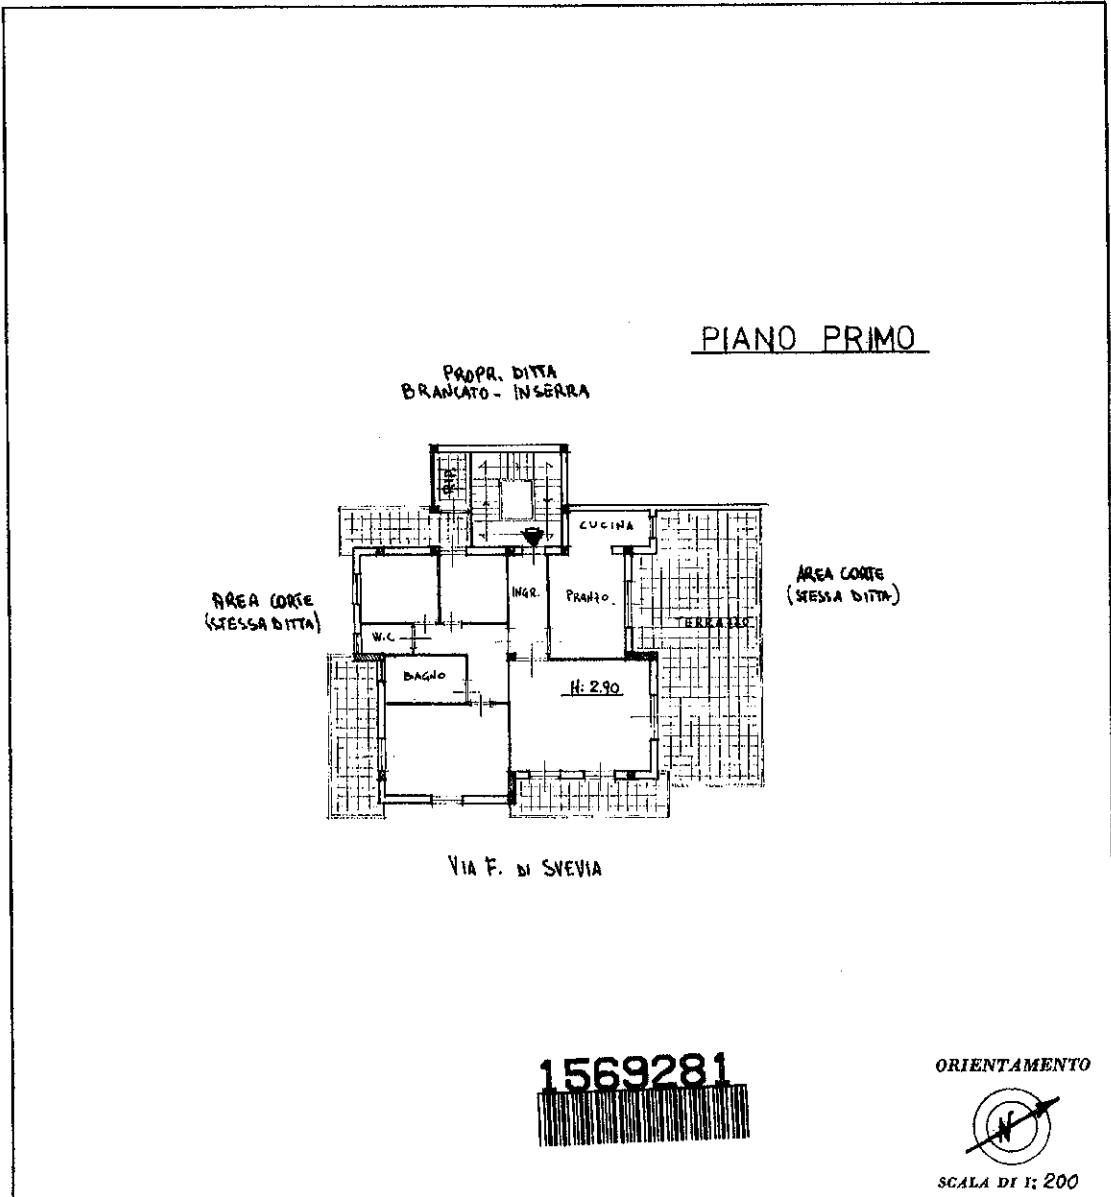 PIANO PRIMO
PROPR. DITTA
BRANCATO - INSERRA
RIP.
CUCINA
INGR.
PRANZO.
AREA CORTE
(STESSA DITTA)
AREA CORTE
(STESSA DITTA)
TERRAZZO
W.C
BAGNO
H: 2.90
VIA F. DI SVEVIA
1569281
ORIENTAMENTO
N
SCALA DI 1: 200